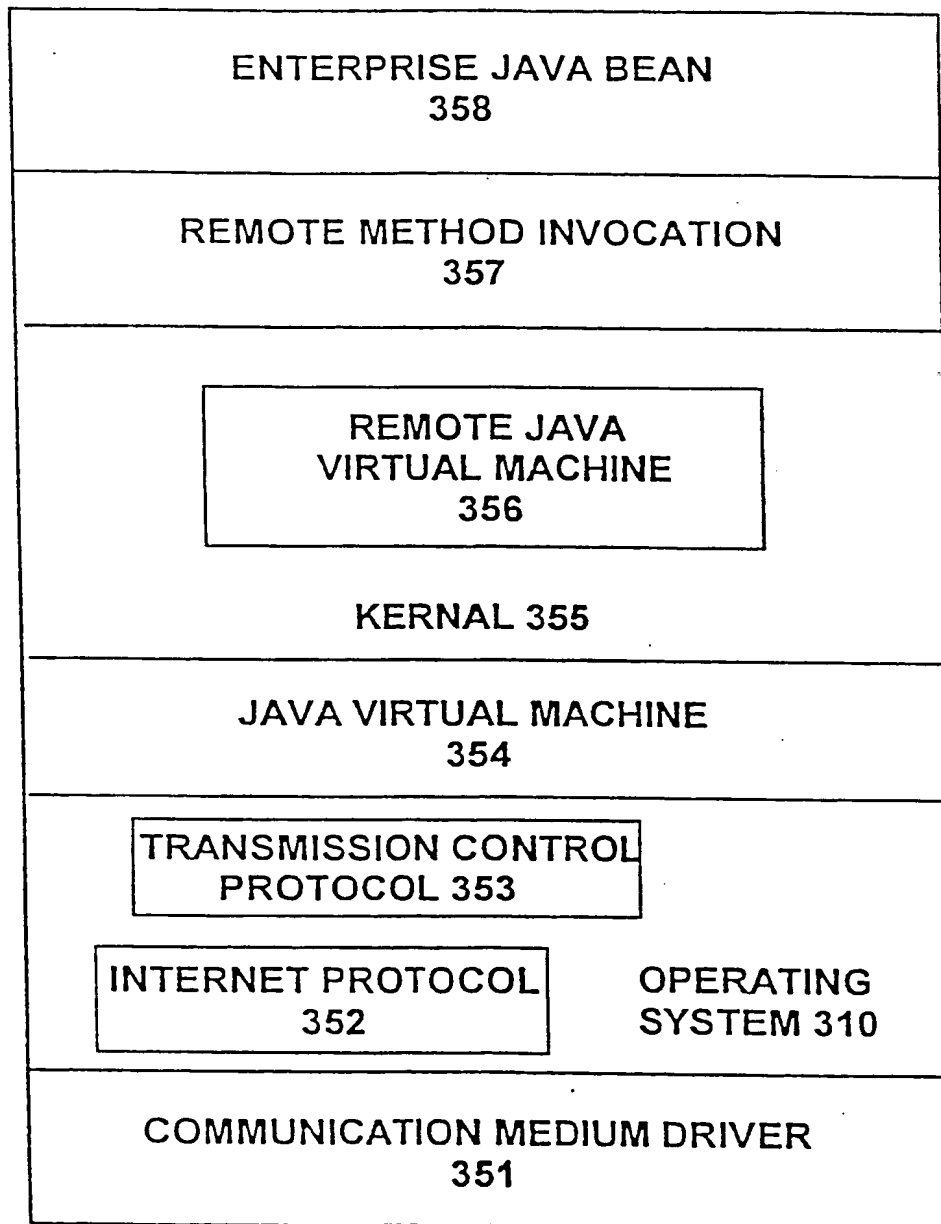 ENTERPRISE JAVA BEAN
358
REMOTE METHOD INVOCATION
357
REMOTE JAVA
VIRTUAL MACHINE
356
KERNAL 355
JAVA VIRTUAL MACHINE
354
TRANSMISSION CONTROL
PROTOCOL 353
INTERNET PROTOCOL
352
OPERATING
SYSTEM 310
COMMUNICATION MEDIUM DRIVER
351